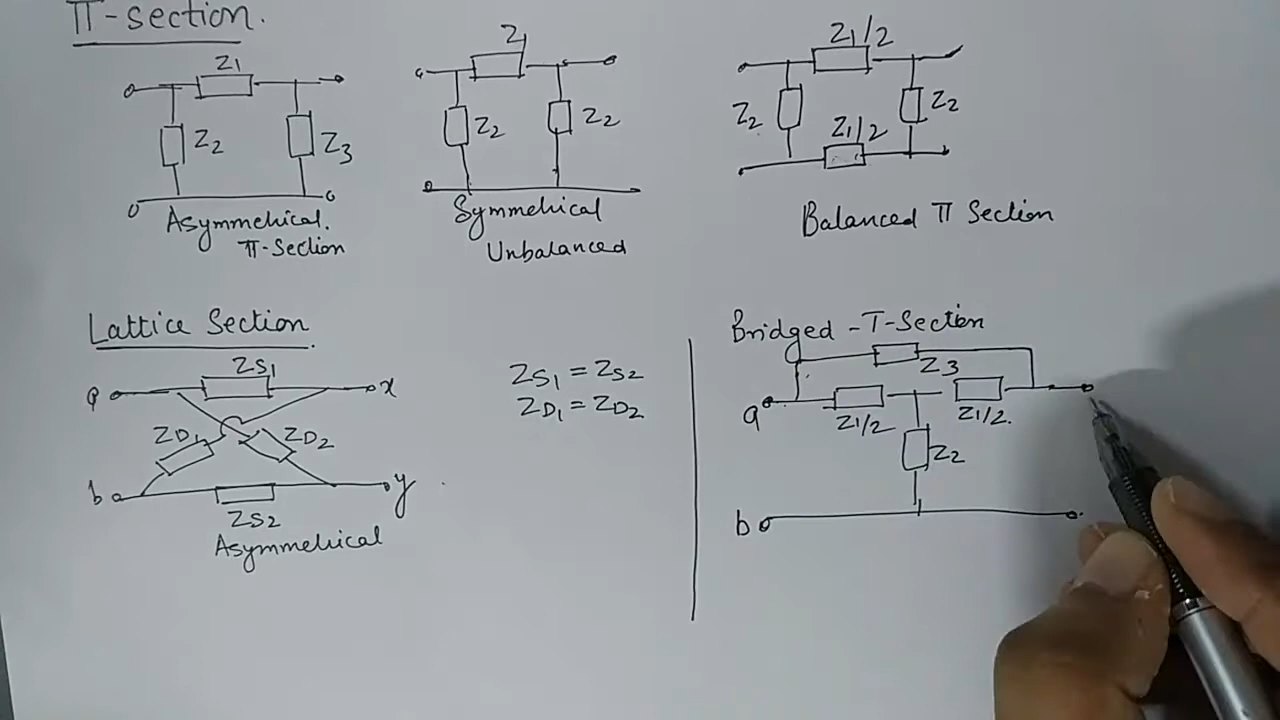 π-section.
Z1
Z2
Z3
Asymmetrical.
π-Section
Z1
Z2
Z2
Symmetrical
Unbalanced
Z1/2
Z2
Z2
Z1/2
Balanced π Section
Lattice Section
ZS1
a
x
ZD1
ZD2
b
y
ZS2
Asymmetrical
ZS1 = ZS2
ZD1 = ZD2
Bridged -T-Section
Z3
a
Z1/2
Z1/2.
Z2
b